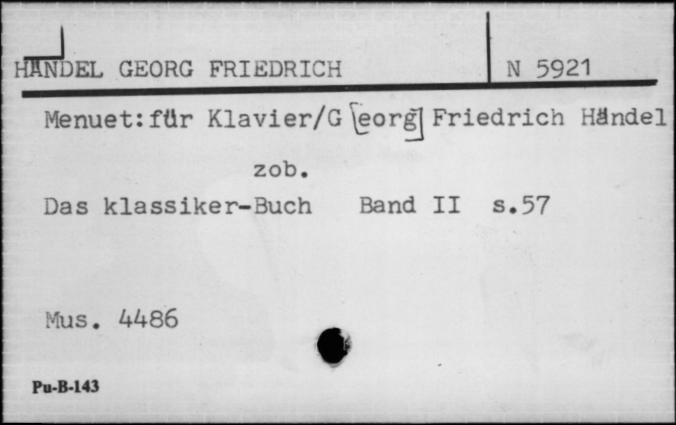 HÄNDEL GEORG FRIEDRICH N 5921
Menuet:für Klavier/G [eorg] Friedrich Händel
zob.
Das klassiker-Buch Band II s.57
Mus. 4486
Pu-B-143